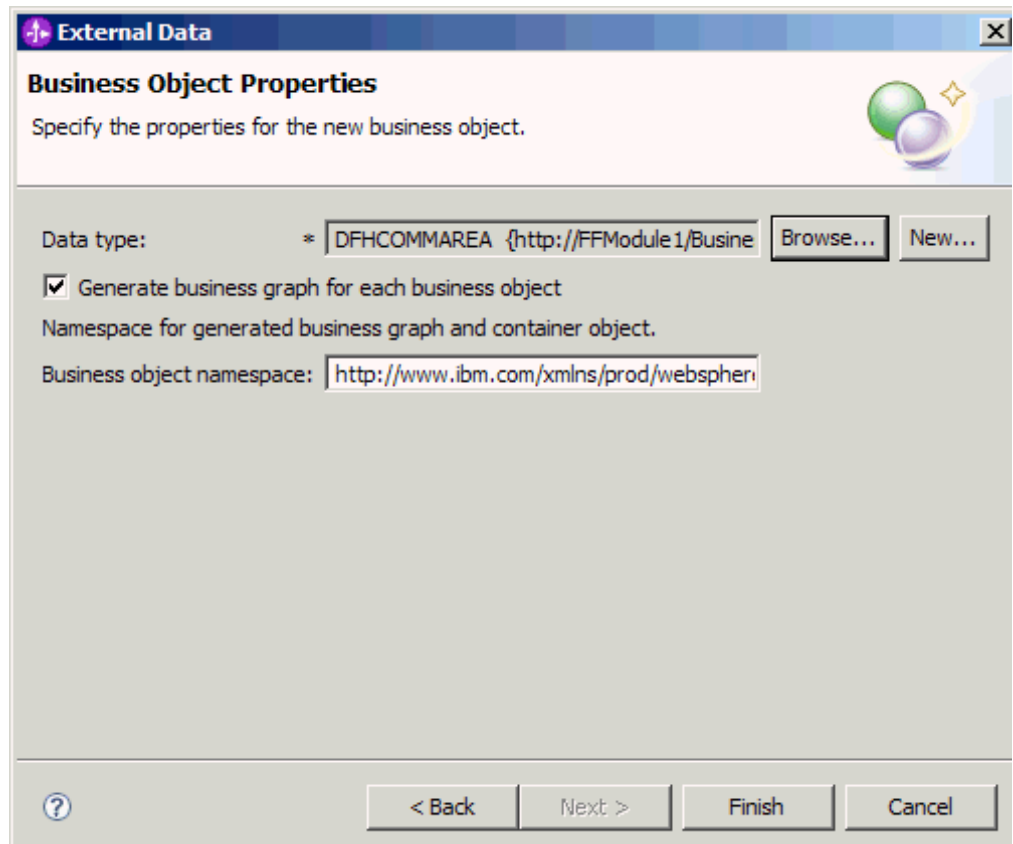 External Data
Business Object Properties
Specify the properties for the new business object.
Data type: * DFHCOMMAREA {http://FFModule1/Busine Browse... New...
Generate business graph for each business object
Namespace for generated business graph and container object.
Business object namespace: http://www.ibm.com/xmlns/prod/websphere
? < Back Next > Finish Cancel